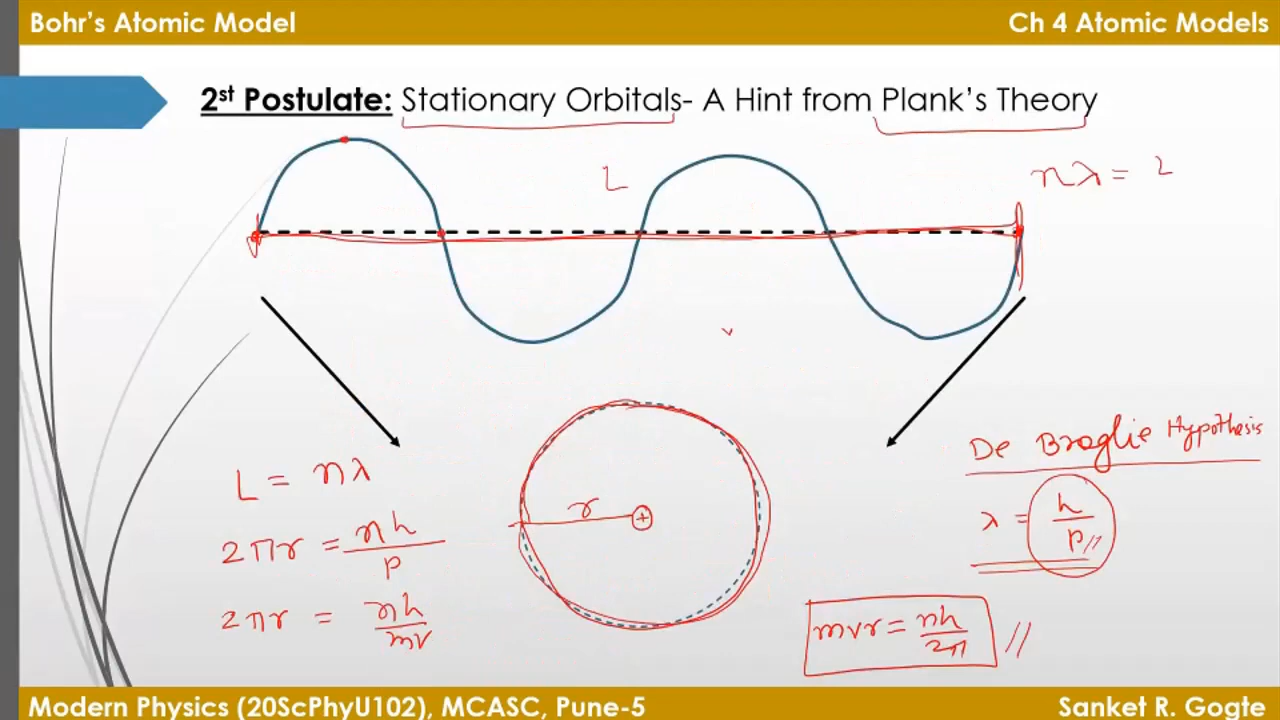 Bohr's Atomic Model
Ch 4 Atomic Models
2st Postulate: Stationary Orbitals- A Hint from Plank's Theory
L
nλ = L
De Broglie Hypothesis
λ = h/p
L = nλ
2πr = nh/p
2πr = nh/mv
r
+
mvr = nh/2π
Modern Physics (20ScPhyU102), MCASC, Pune-5
Sanket R. Gogte